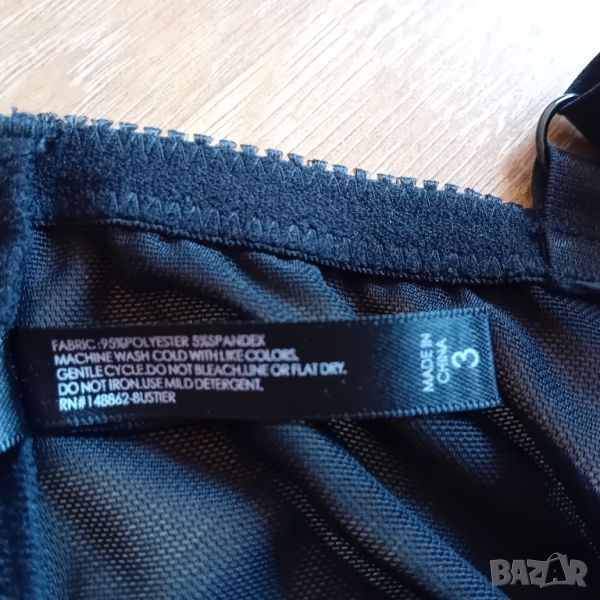 FABRIC:95%POLYESTER 5%SPANDEX
MACHINE WASH COLD WITH LIKE COLORS.
GENTLE CYCLE.DO NOT BLEACH.LINE OR FLAT DRY.
DO NOT IRON.USE MILD DETERGENT.
RN#148862-BUSTIER
MADE IN
CHINA
3
BAZAR